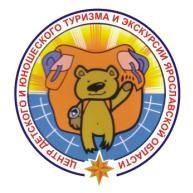 ЦЕНТР ДЕТСКОГО И ЮНОШЕСКОГО ТУРИЗМА И ЭКСКУРСИЙ ЯРОСЛАВСКОЙ ОБЛАСТИ